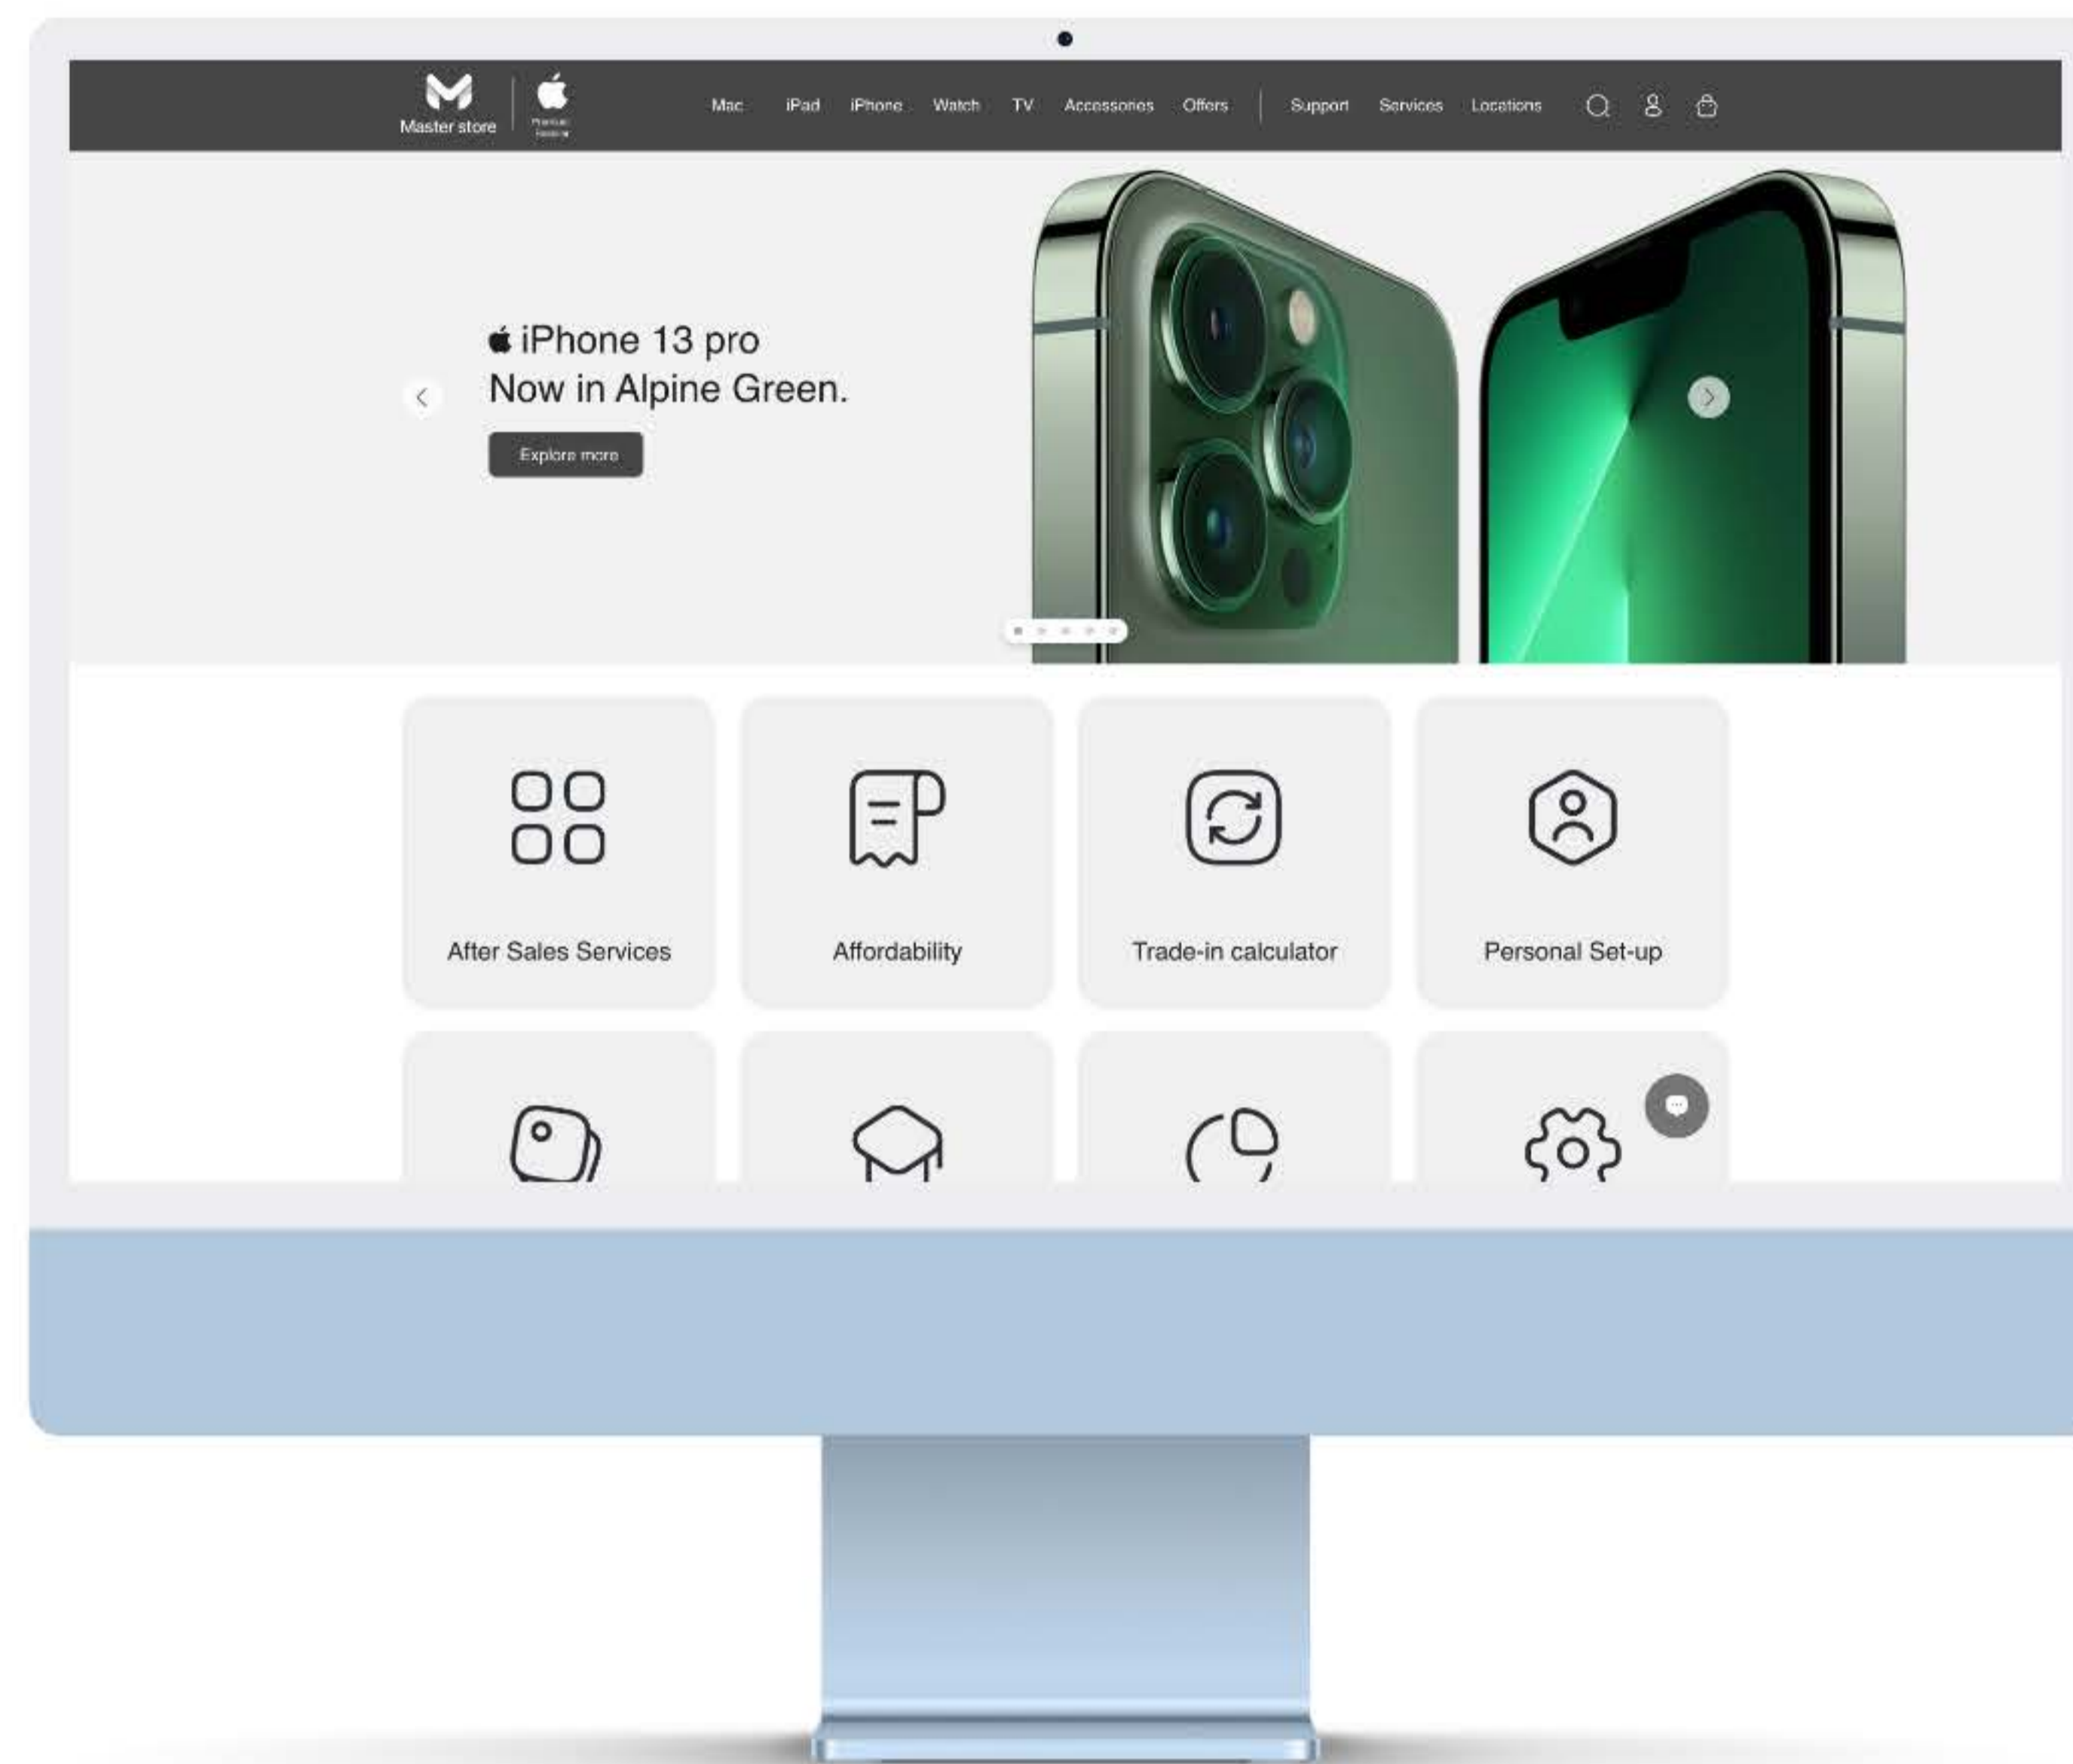 Master store
Mac iPad iPhone Watch TV Accessories Offers Support Services Locations
iPhone 13 pro
Now in Alpine Green.
Explore more
After Sales Services
Affordability
Trade-in calculator
Personal Set-up